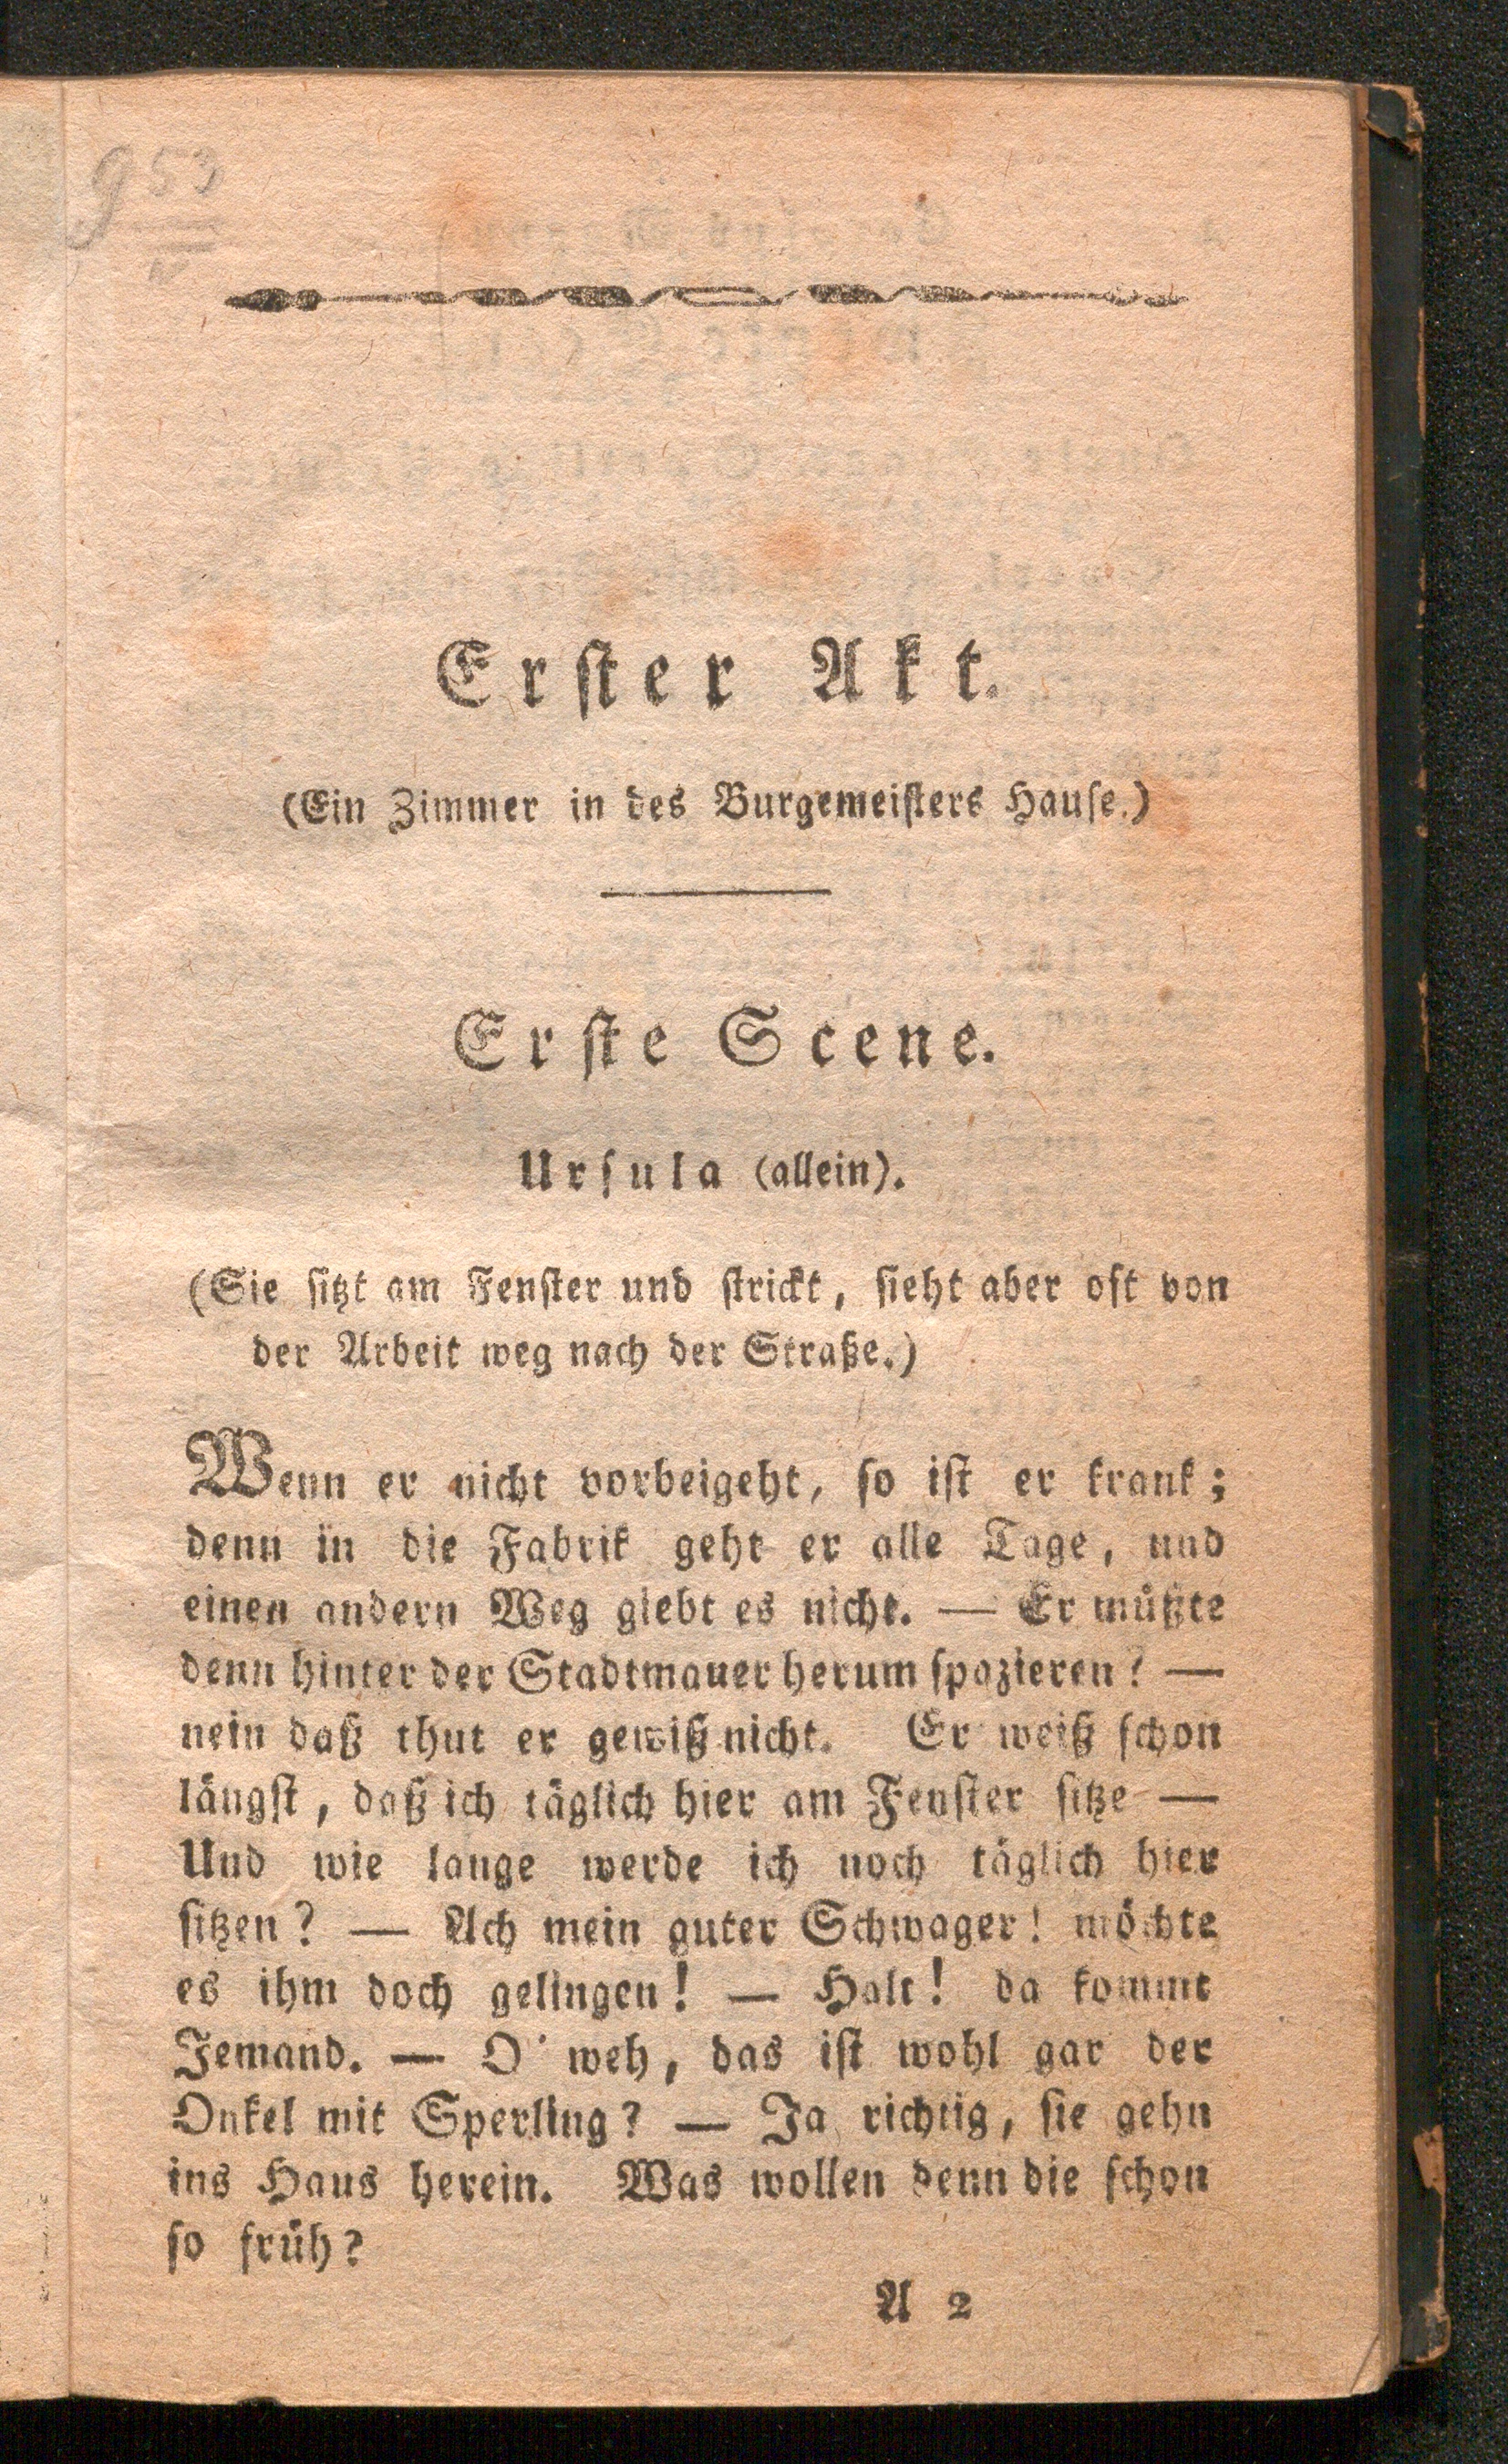 953
Erster Akt.
(Ein Zimmer in des Burgemeisters Hause.)
Erste Scene.
Ursula (allein).
(Sie sitzt am Fenster und strickt, sieht aber oft von
der Arbeit weg nach der Straße.)
Wenn er nicht vorbeigeht, so ist er krank;
denn in die Fabrik geht er alle Tage, und
einen andern Weg giebt es nicht. — Er müßte
denn hinter der Stadtmauer herum spazieren? —
nein daß thut er gewiß nicht. Er weiß schon
längst, daß ich täglich hier am Fenster sitze —
Und wie lange werde ich noch täglich hier
sitzen? — Ach mein guter Schwager! möchte
es ihm doch gelingen! — Halt! da kommt
Jemand. — O weh, das ist wohl gar der
Onkel mit Sperling? — Ja richtig, sie gehn
ins Haus herein. Was wollen denn die schon
so früh?
A 2